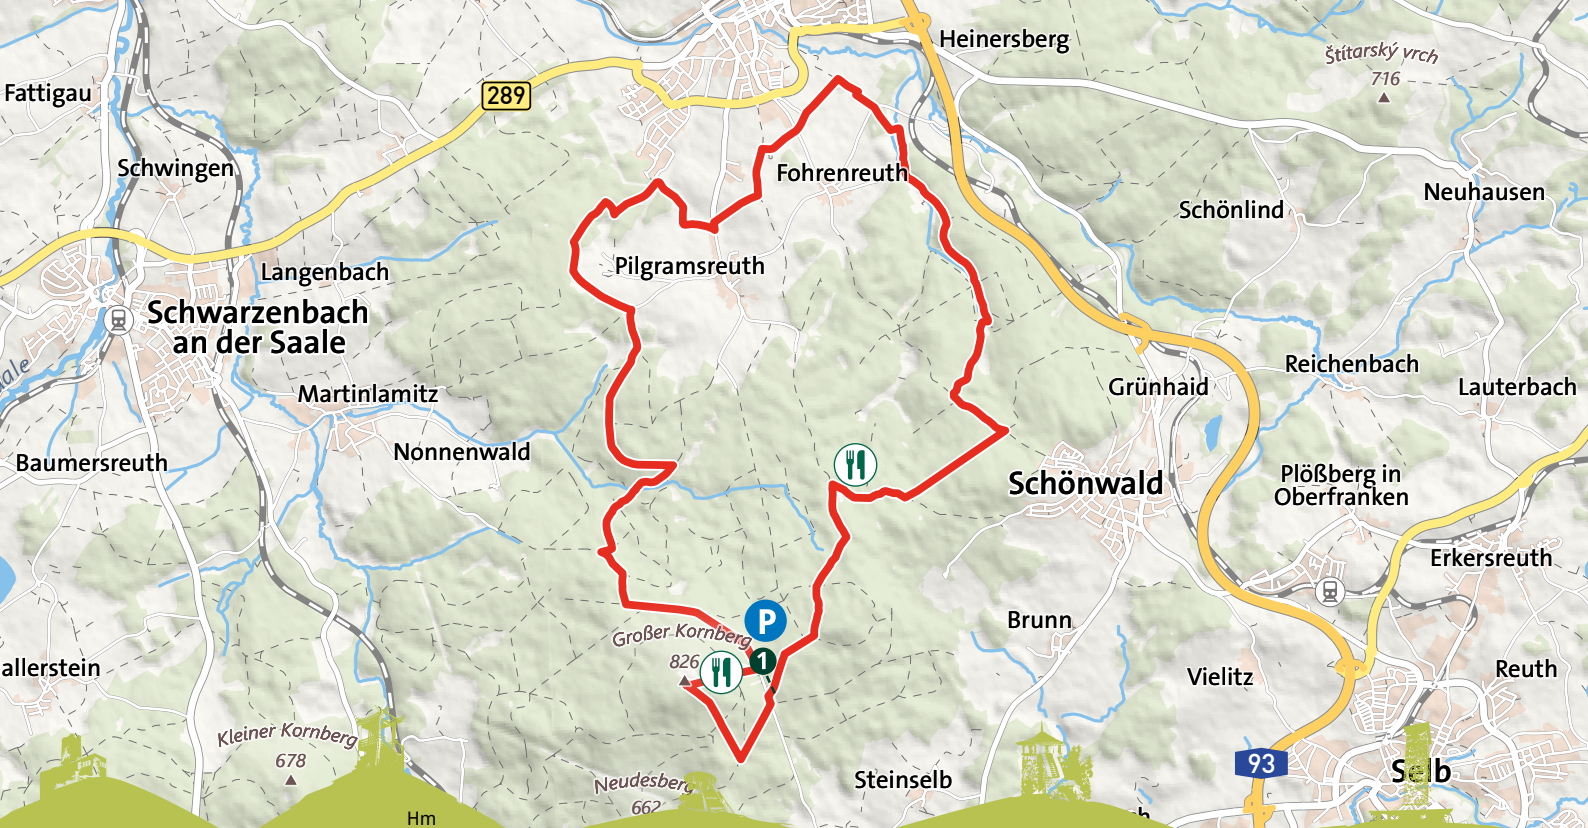 Heinersberg
Štítarský vrch
716
Fattigau
289
Schwingen
Fohrenreuth
Neuhausen
Schönlind
Pilgramsreuth
Langenbach
Schwarzenbach
an der Saale
Reichenbach
Grünhaid
Lauterbach
Martinlamitz
Nonnenwald
Baumersreuth
Schönwald
Plößberg in
Oberfranken
Erkersreuth
Brunn
P
Großer Kornberg
826
1
allerstein
Vielitz
Reuth
Kleiner Kornberg
678
93
Selb
Neudesberg
662
Steinselb
Hm